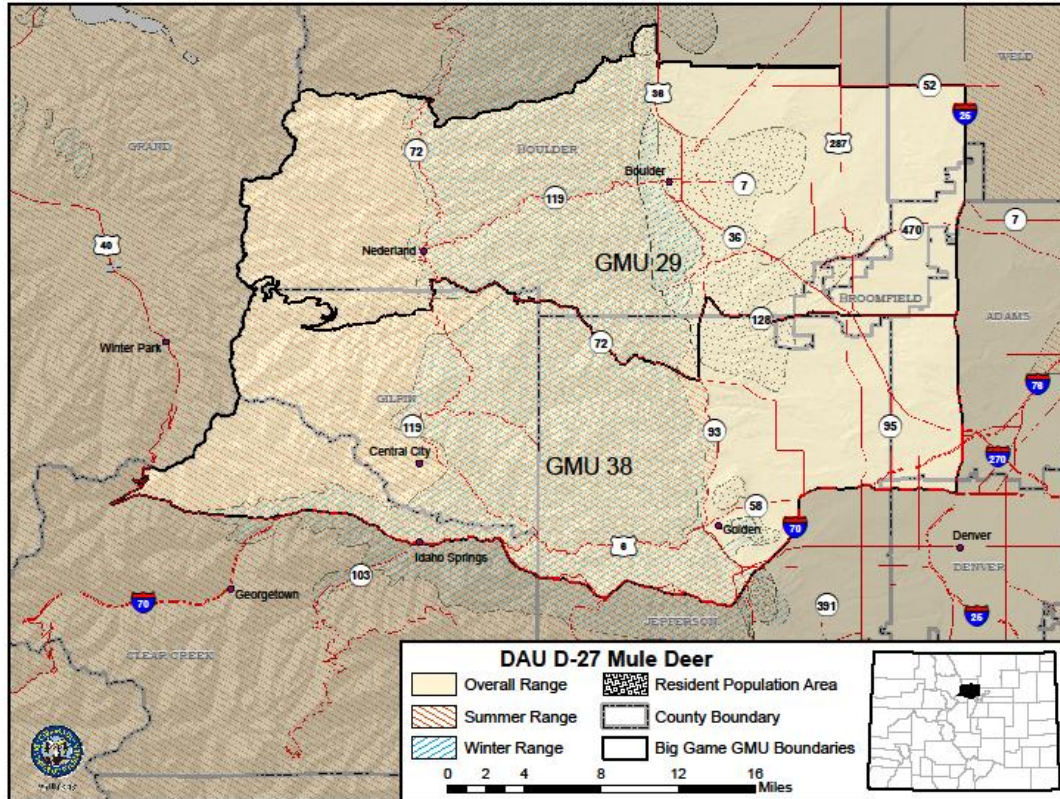 WELD
52
36
25
GRAND
72
BOULDER
287
Boulder
7
119
7
40
36
470
Nederland
GMU 29
BROOMFIELD
ADAMS
128
Winter Park
72
76
GILPIN
119
93
95
Central City
GMU 38
270
58
Golden
70
Idaho Springs
6
Denver
103
DENVER
Georgetown
70
391
25
JEFFERSON
CLEAR CREEK
DAU D-27 Mule Deer
Overall Range
Resident Population Area
Summer Range
County Boundary
Winter Range
Big Game GMU Boundaries
0 2 4 8 12 16
Miles